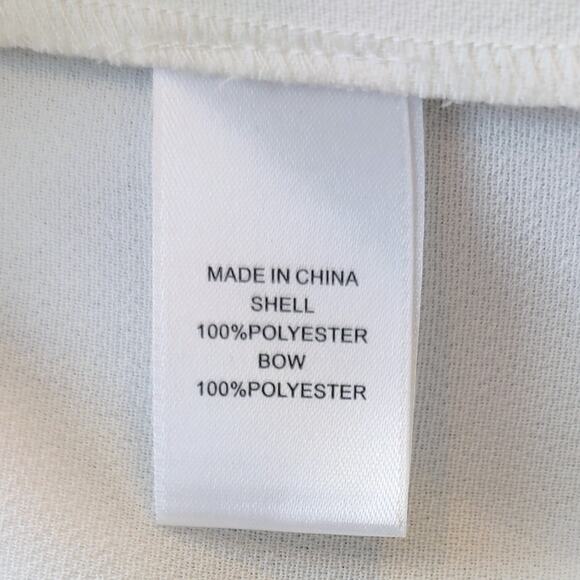 MADE IN CHINA
SHELL
100%POLYESTER
BOW
100%POLYESTER